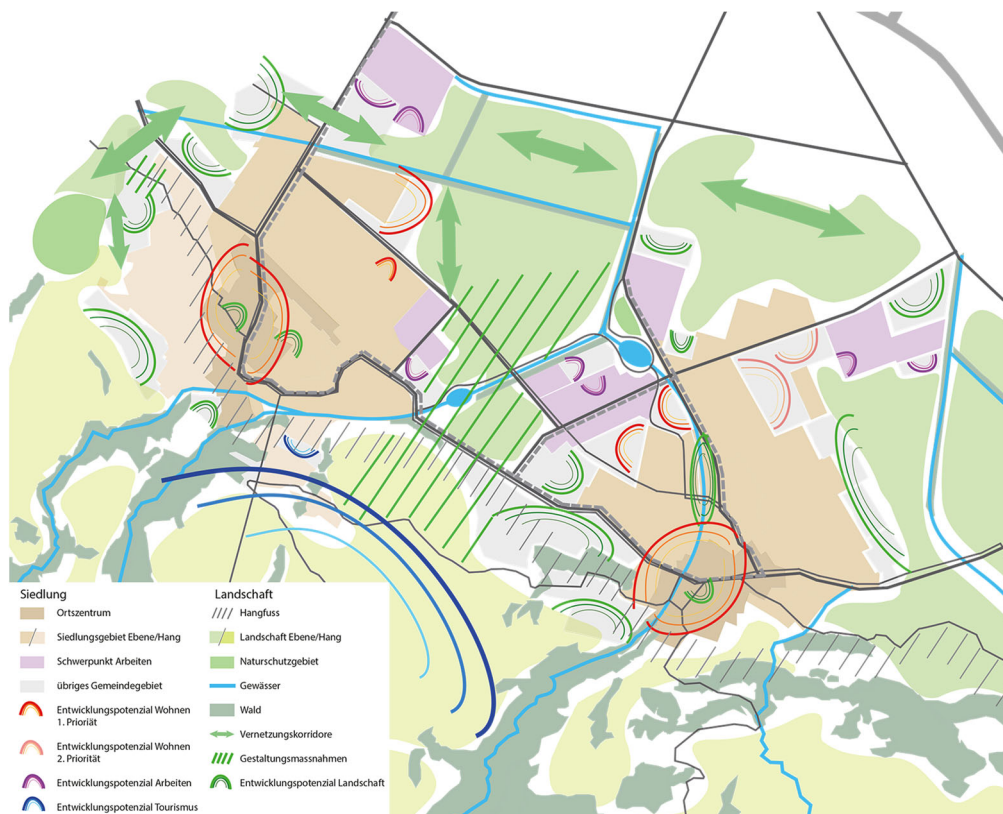 Siedlung
Ortszentrum
Siedlungsgebiet Ebene/Hang
Schwerpunkt Arbeiten
übriges Gemeindegebiet
Entwicklungspotenzial Wohnen
1. Priorität
Entwicklungspotenzial Wohnen
2. Priorität
Entwicklungspotenzial Arbeiten
Entwicklungspotenzial Tourismus
Landschaft
Hangfuss
Landschaft Ebene/Hang
Naturschutzgebiet
Gewässer
Wald
Vernetzungskorridore
Gestaltungsmassnahmen
Entwicklungspotenzial Landschaft